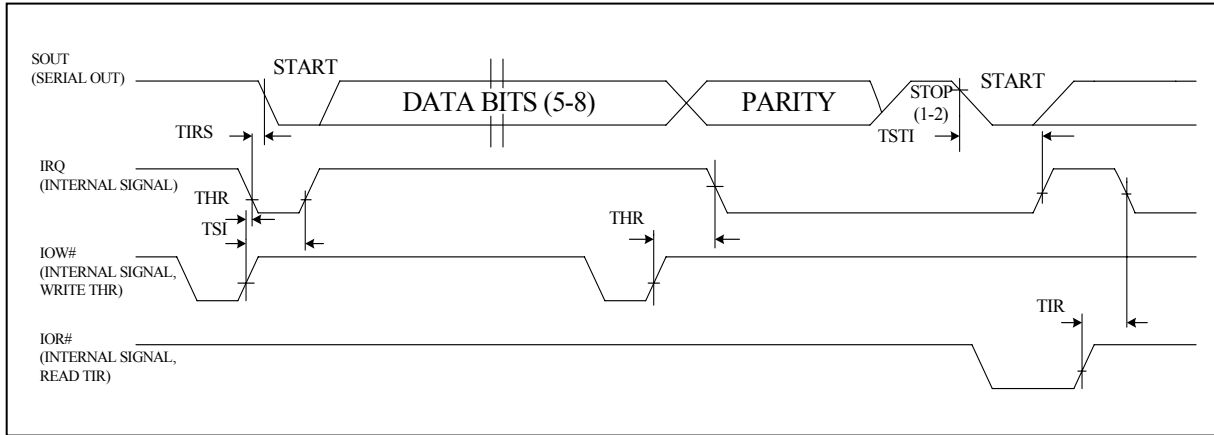 SOUT
(SERIAL OUT)
START
DATA BITS (5-8)
PARITY
STOP
(1-2)
START
TIRS
TSTI
IRQ
(INTERNAL SIGNAL)
THR
TSI
THR
IOW#
(INTERNAL SIGNAL,
WRITE THR)
TIR
IOR#
(INTERNAL SIGNAL,
READ TIR)